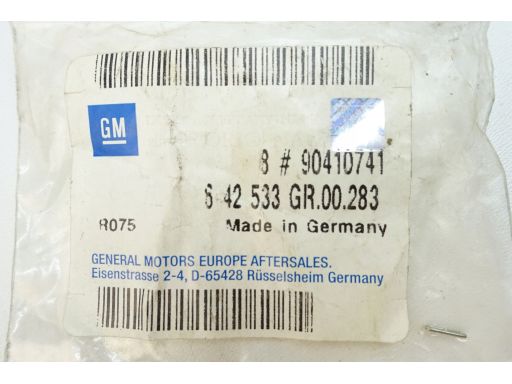 GM
8 # 90410741
6 42 533 GR.00.283
R075 Made in Germany
GENERAL MOTORS EUROPE AFTERSALES.
Eisenstrasse 2-4, D-65428 Rüsselsheim Germany